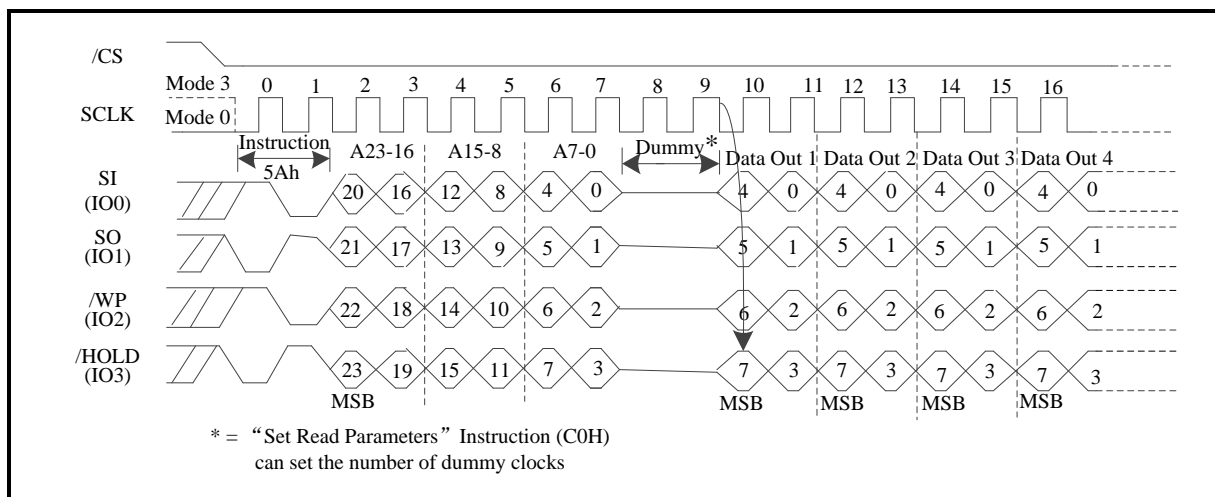 /CS
Mode 3 0 1 2 3 4 5 6 7 8 9 10 11 12 13 14 15 16
SCLK Mode 0
Instruction A23-16 A15-8 A7-0 Dummy* Data Out 1 Data Out 2 Data Out 3 Data Out 4
5Ah
SI
(IO0) 20 16 12 8 4 0 4 0 4 0 4 0 4 0
SO
(IO1) 21 17 13 9 5 1 5 1 5 1 5 1 5 1
/WP
(IO2) 22 18 14 10 6 2 6 2 6 2 6 2 6 2
/HOLD
(IO3) 23 19 15 11 7 3 7 3 7 3 7 3 7 3
MSB MSB MSB MSB MSB
* = “Set Read Parameters” Instruction (C0H)
can set the number of dummy clocks